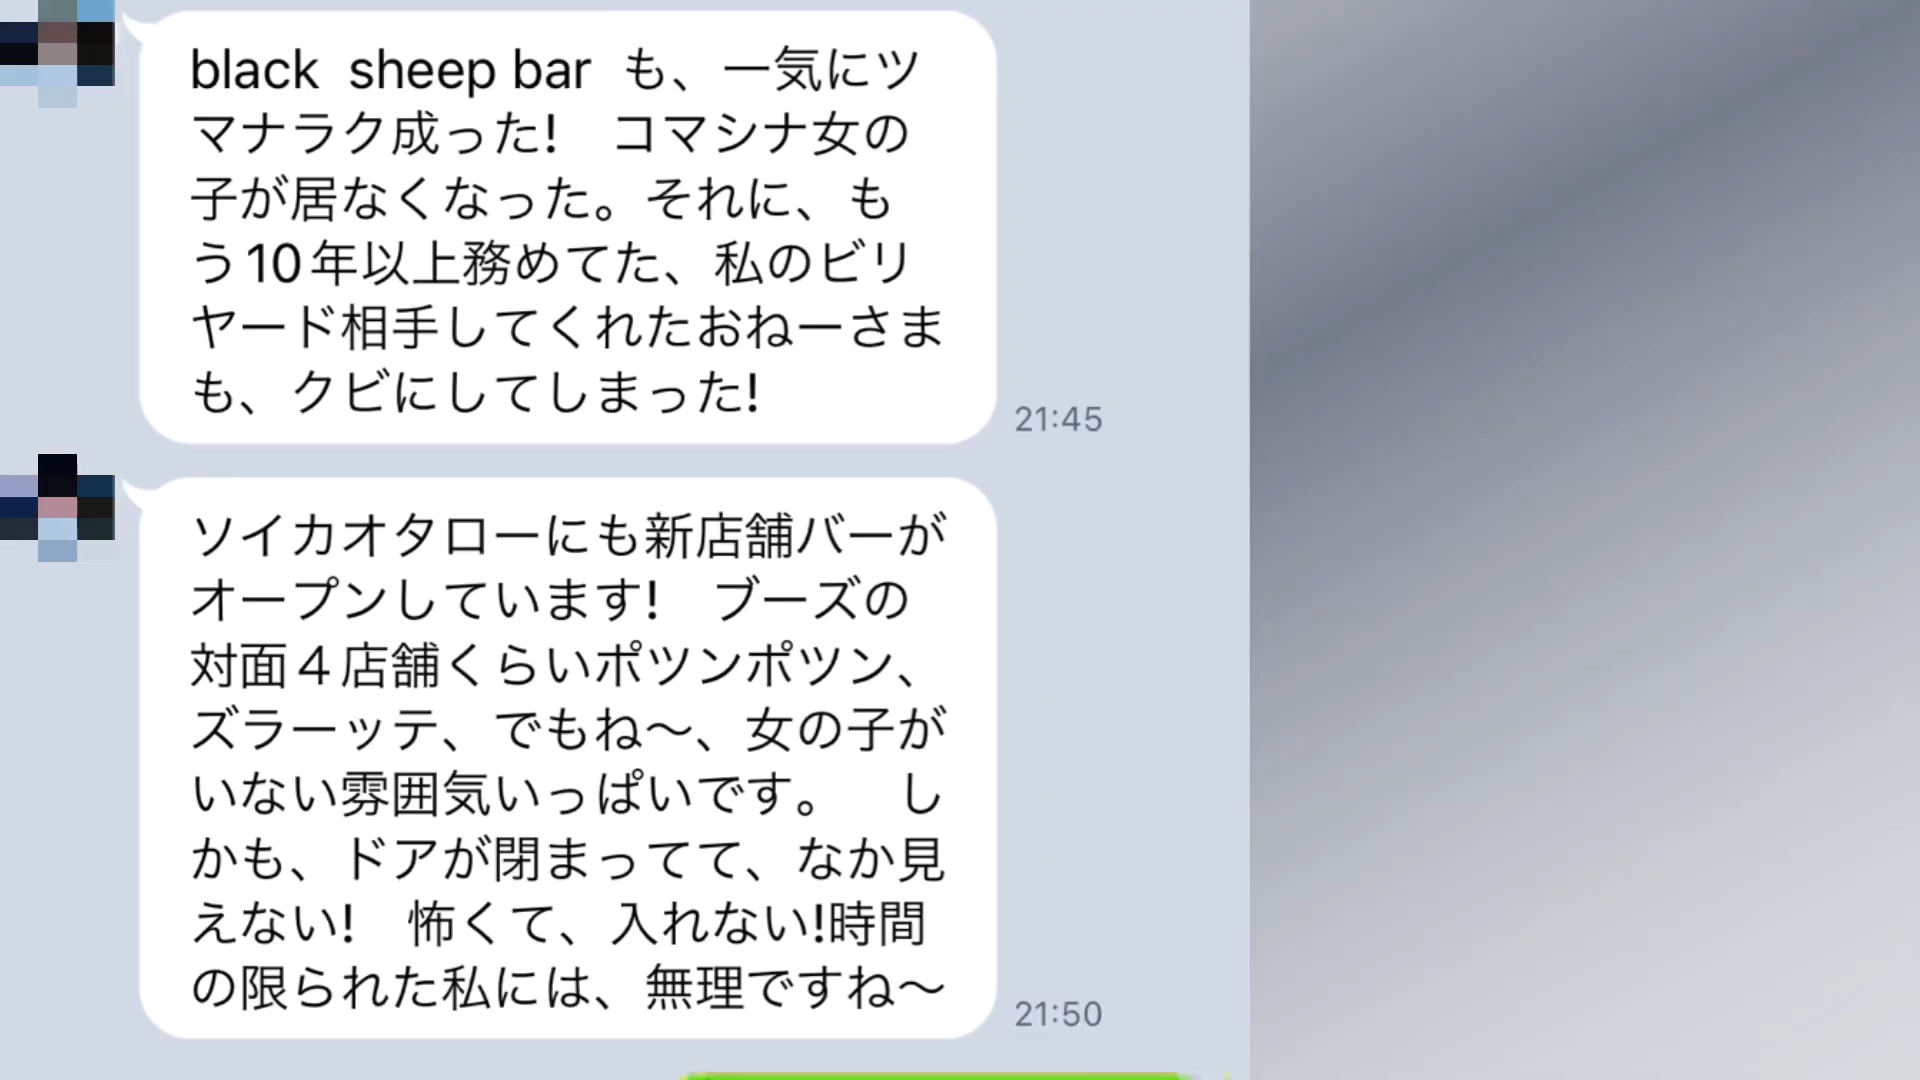 black  sheep bar  も、一気にツ
マナラク成った!　コマシナ女の
子が居なくなった。それに、も
う10年以上務めてた、私のビリ
ヤード相手してくれたおねーさま
も、クビにしてしまった!
21:45
ソイカオタローにも新店舗バーが
オープンしています!　ブーズの
対面４店舗くらいポツンポツン、
ズラーッテ、でもね〜、女の子が
いない雰囲気いっぱいです。　し
かも、ドアが閉まってて、なか見
えない!　怖くて、入れない!時間
の限られた私には、無理ですね〜
21:50